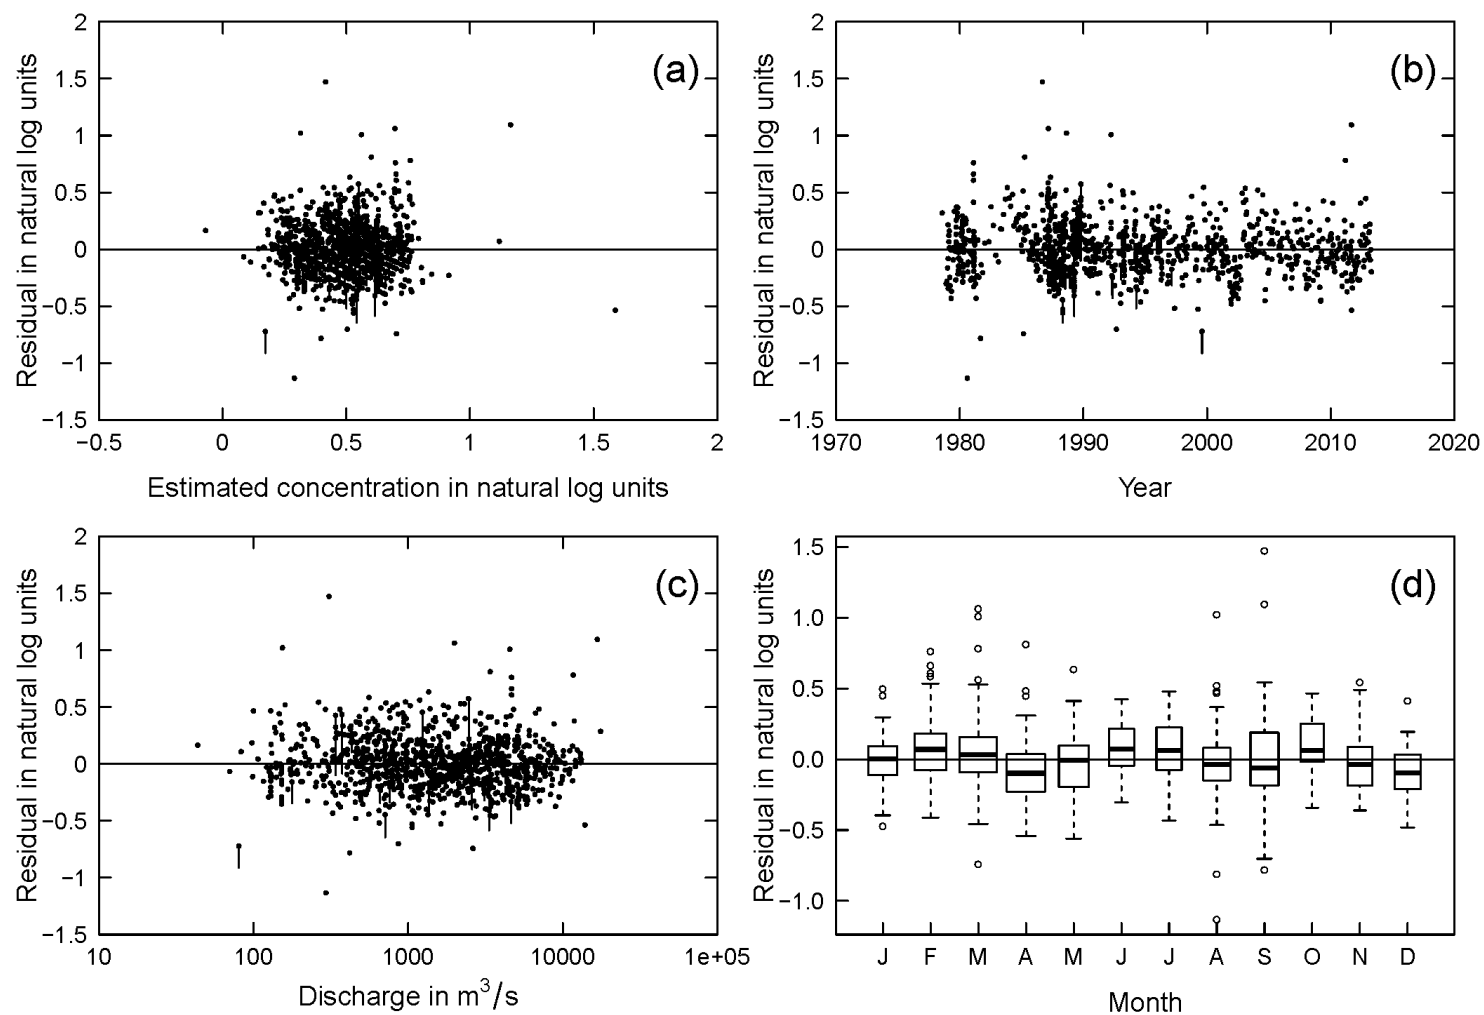 2
1.5
1
0.5
0
−0.5
−1
−1.5
Residual in natural log units
(a)
−0.5 0 0.5 1 1.5 2
Estimated concentration in natural log units
2
1.5
1
0.5
0
−0.5
−1
−1.5
Residual in natural log units
(b)
1970 1980 1990 2000 2010 2020
Year
2
1.5
1
0.5
0
−0.5
−1
−1.5
Residual in natural log units
(c)
10 100 1000 10000 1e+05
Discharge in m³/s
1.5
1.0
0.5
0.0
−0.5
−1.0
Residual in natural log units
(d)
J F M A M J J A S O N D
Month